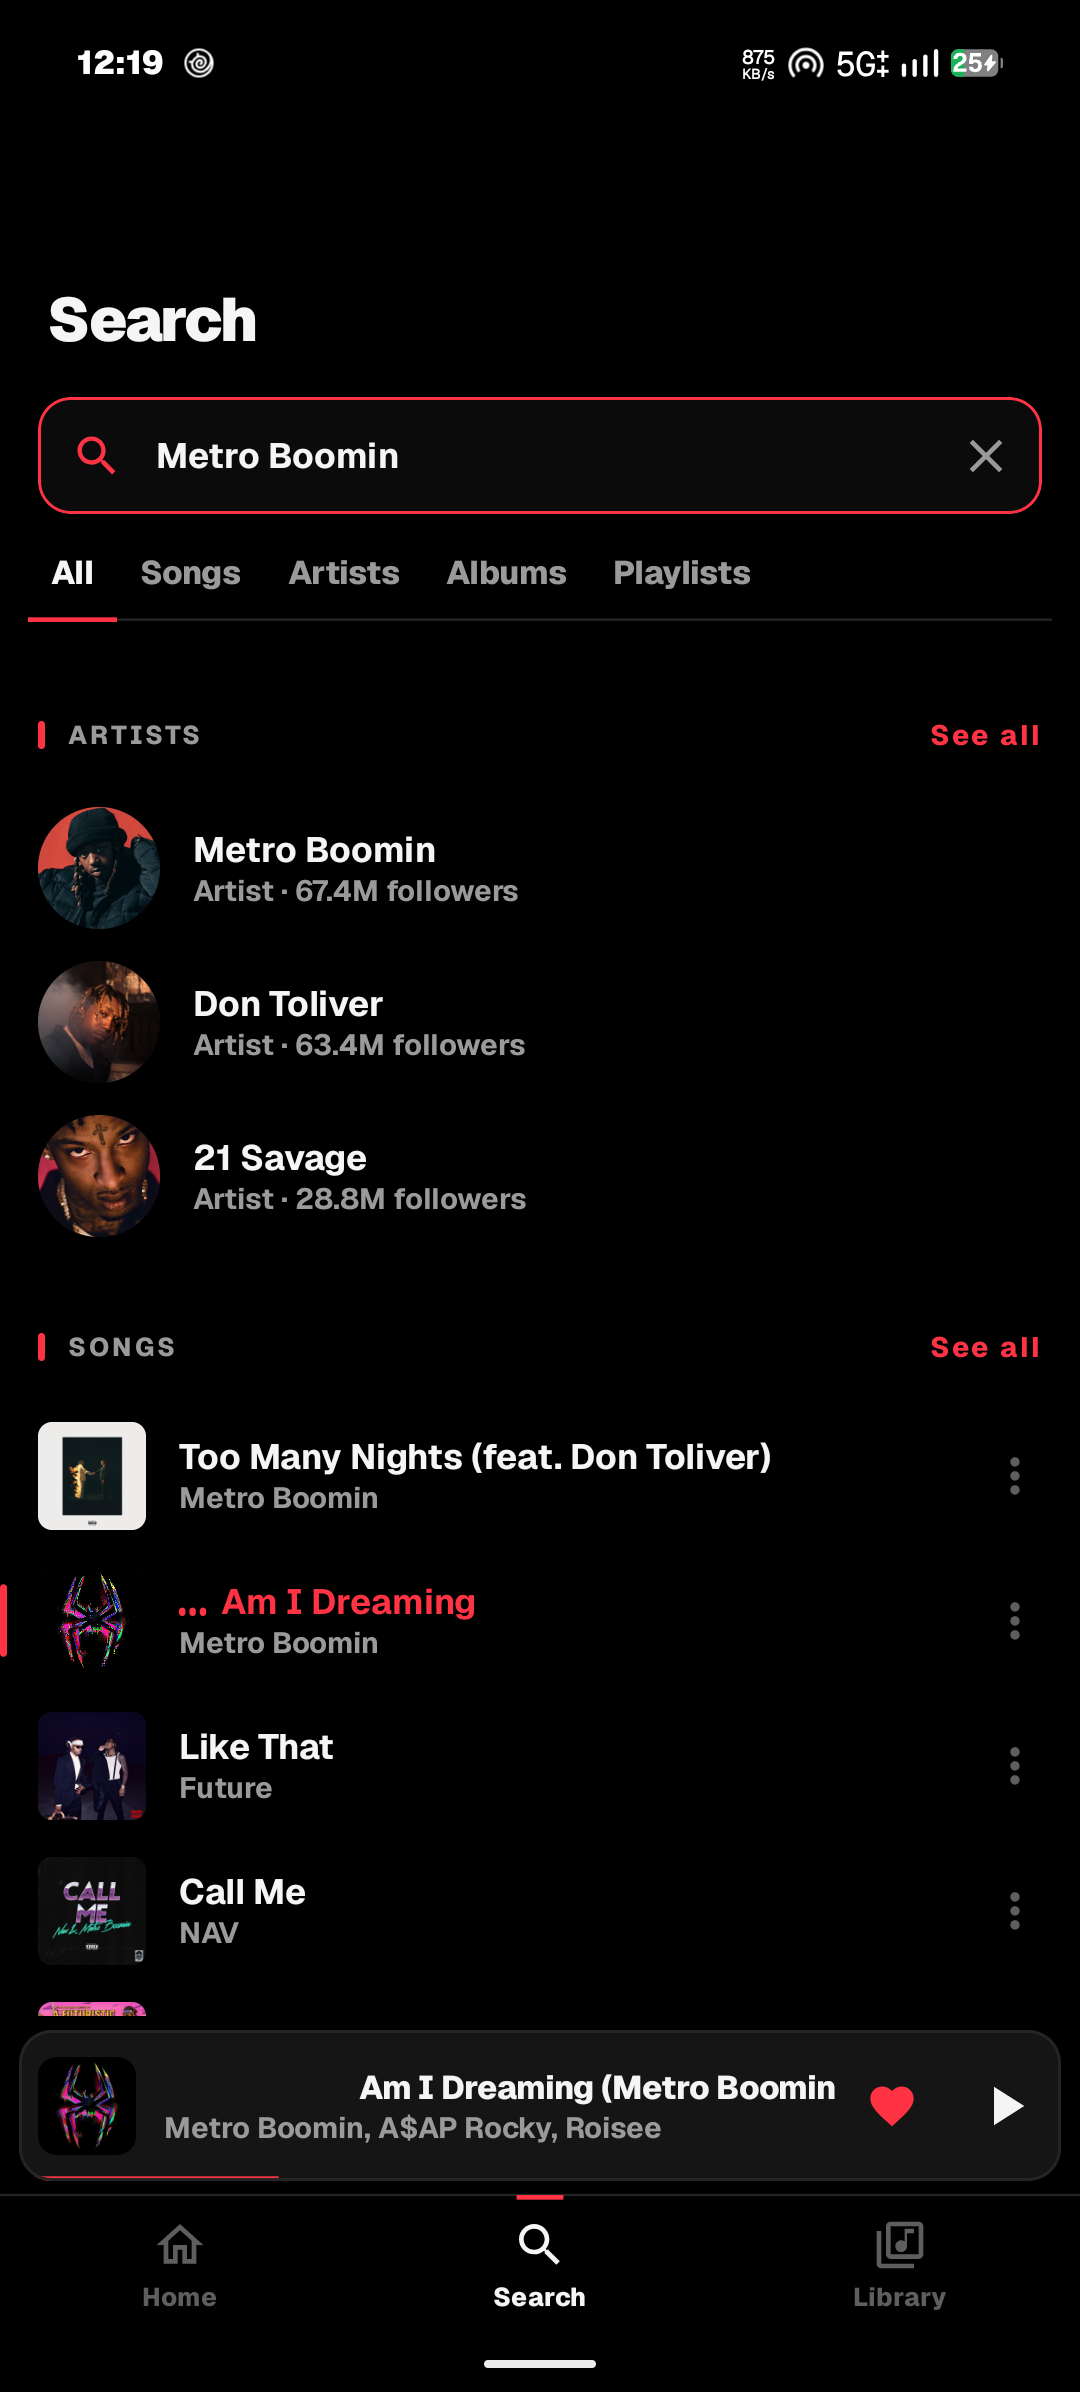 12:19
875
KB/s
5G
25
Search
Metro Boomin
All Songs Artists Albums Playlists
ARTISTS See all
Metro Boomin
Artist · 67.4M followers
Don Toliver
Artist · 63.4M followers
21 Savage
Artist · 28.8M followers
SONGS See all
Too Many Nights (feat. Don Toliver)
Metro Boomin
... Am I Dreaming
Metro Boomin
Like That
Future
CALL
ME
Nav & Metro Boomin
Call Me
NAV
Am I Dreaming (Metro Boomin
Metro Boomin, A$AP Rocky, Roisee
Home Search Library